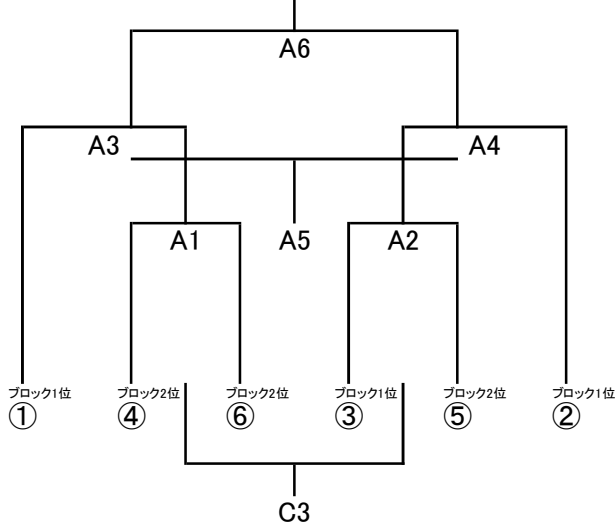 A6
A3
A4
A1
A5
A2
ブロック1位
①
ブロック2位
④
ブロック2位
⑥
ブロック1位
③
ブロック2位
⑤
ブロック1位
②
C3